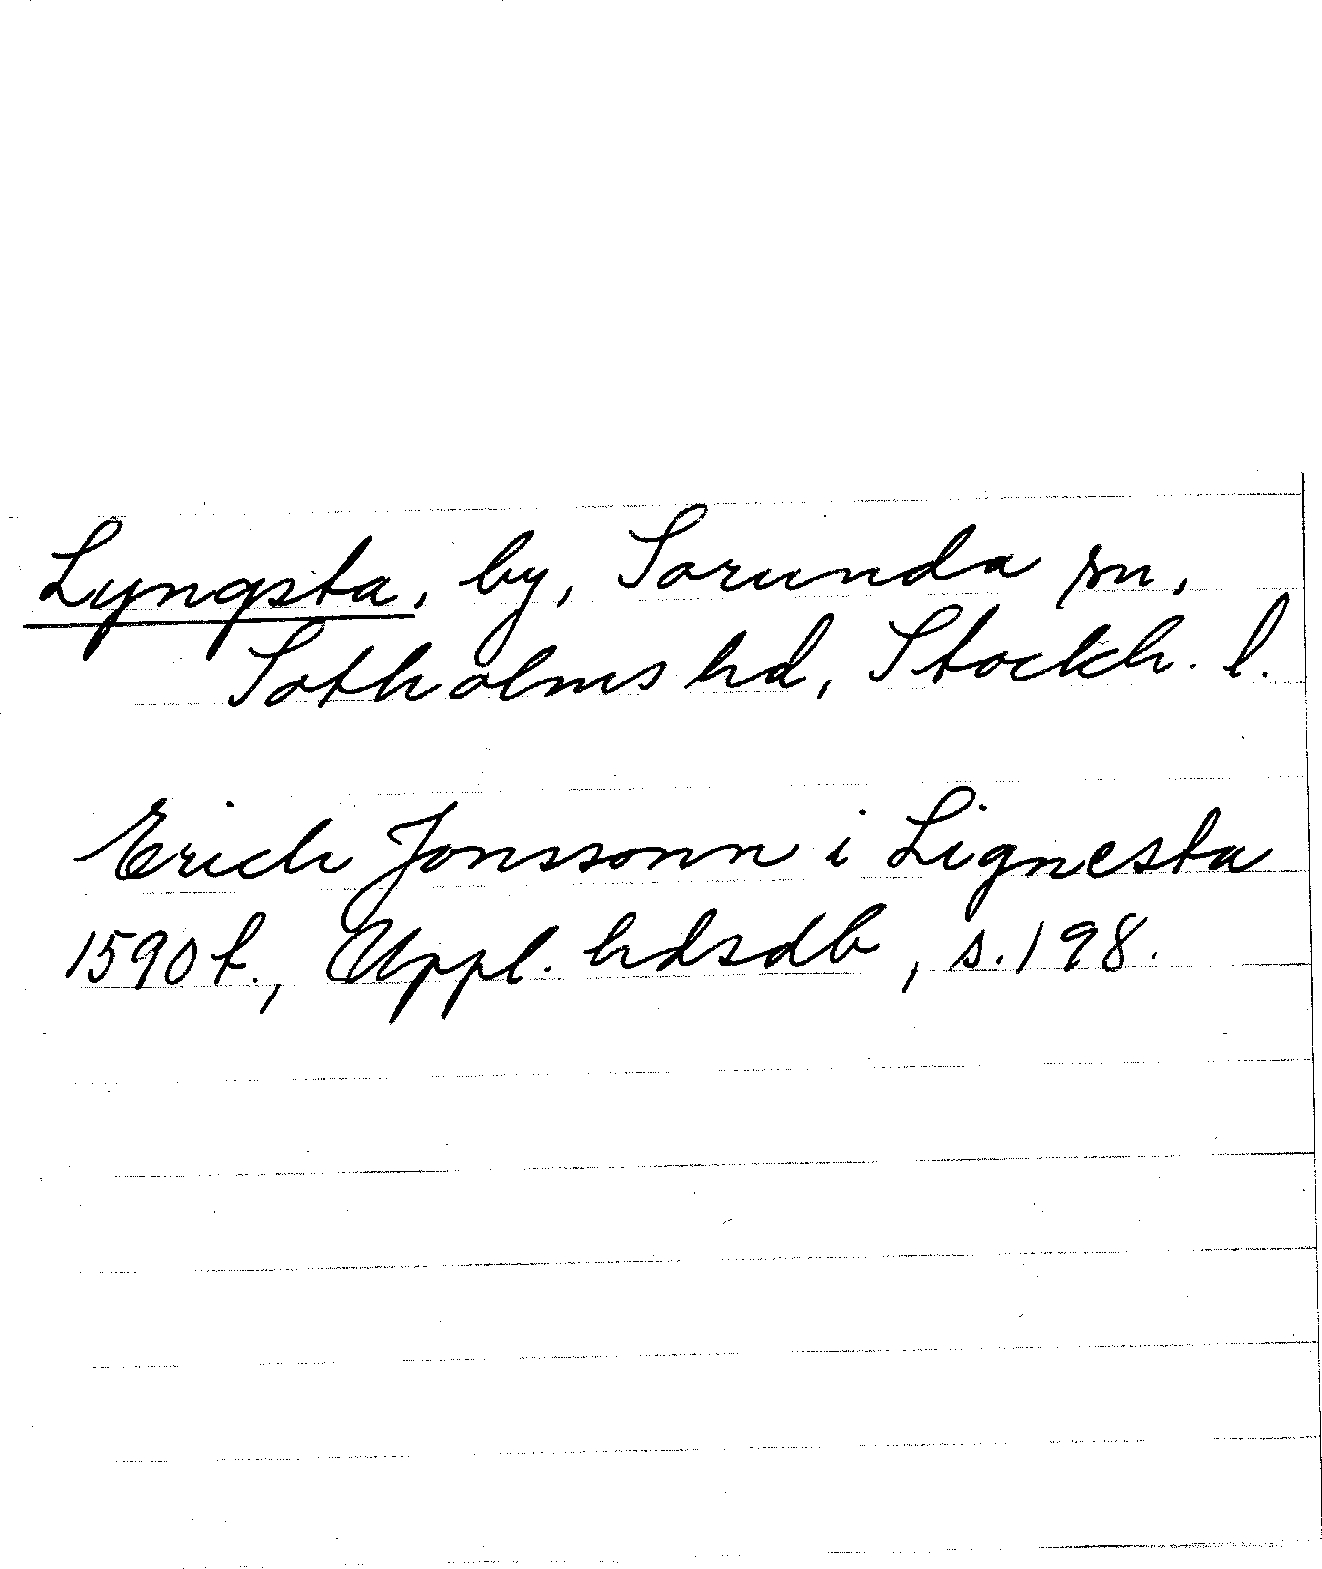 Lyngsta, by, Sorunda sn,
Sotholms hd, Stockh. l.
Erich Jonssonn i Lignesta
1590 t., Uppl. hdsdb, s. 198.